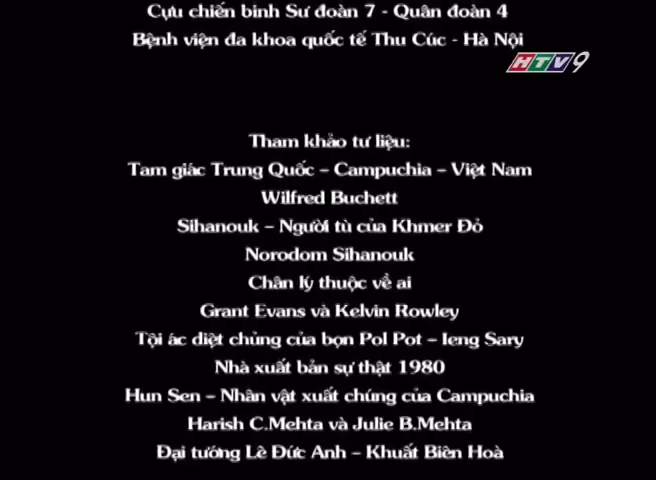 Cựu chiến binh Sư đoàn 7 - Quân đoàn 4
Bệnh viện đa khoa quốc tế Thu Cúc - Hà Nội
HTV9
Tham khảo tư liệu:
Tam giác Trung Quốc – Campuchia – Việt Nam
Wilfred Buchett
Sihanouk – Người tù của Khmer Đỏ
Norodom Sihanouk
Chân lý thuộc về ai
Grant Evans và Kelvin Rowley
Tội ác diệt chủng của bọn Pol Pot – Ieng Sary
Nhà xuất bản sự thật 1980
Hun Sen – Nhân vật xuất chúng của Campuchia
Harish C.Mehta và Julie B.Mehta
Đại tướng Lê Đức Anh – Khuất Biên Hoà